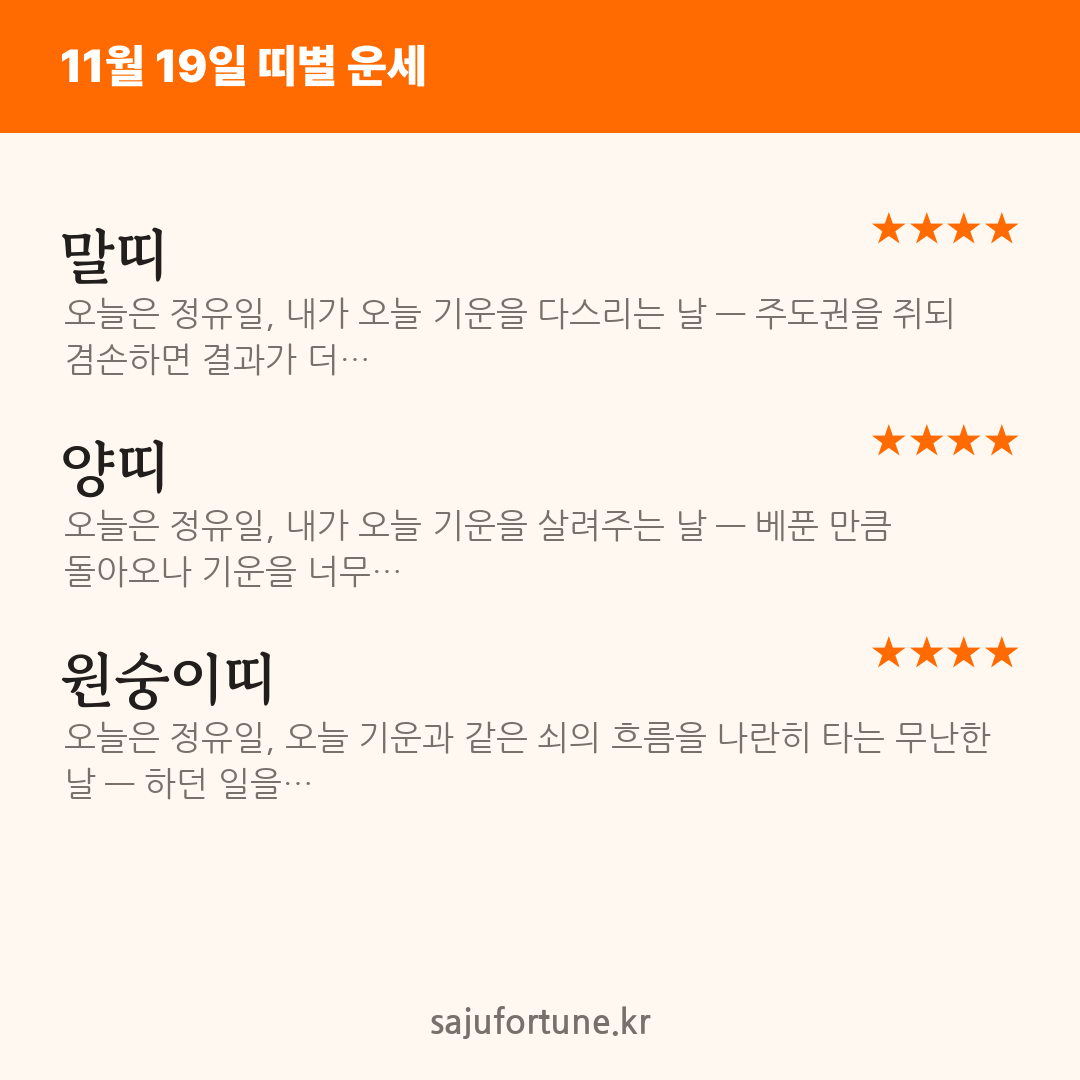 11월 19일 띠별 운세
말띠 ★★★★
오늘은 정유일, 내가 오늘 기운을 다스리는 날 — 주도권을 쥐되
겸손하면 결과가 더…
양띠 ★★★★
오늘은 정유일, 내가 오늘 기운을 살려주는 날 — 베푼 만큼
돌아오나 기운을 너무…
원숭이띠 ★★★★
오늘은 정유일, 오늘 기운과 같은 쇠의 흐름을 나란히 타는 무난한
날 — 하던 일을…
sajufortune.kr